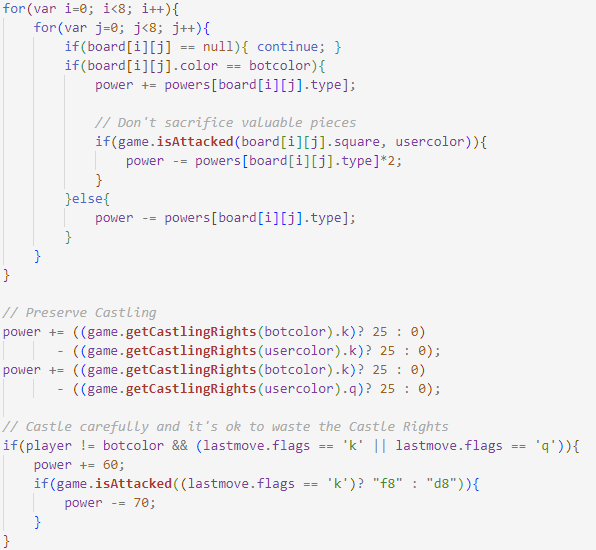 for(var i=0; i<8; i++){
    for(var j=0; j<8; j++){
        if(board[i][j] == null){ continue; }
        if(board[i][j].color == botcolor){
            power += powers[board[i][j].type];

            // Don't sacrifice valuable pieces
            if(game.isAttacked(board[i][j].square, usercolor)){
                power -= powers[board[i][j].type]*2;
            }
        }else{
            power -= powers[board[i][j].type];
        }
    }
}

// Preserve Castling
power += ((game.getCastlingRights(botcolor).k)? 25 : 0)
       - ((game.getCastlingRights(usercolor).k)? 25 : 0);
power += ((game.getCastlingRights(botcolor).k)? 25 : 0)
       - ((game.getCastlingRights(usercolor).q)? 25 : 0);

// Castle carefully and it's ok to waste the Castle Rights
if(player != botcolor && (lastmove.flags == 'k' || lastmove.flags == 'q')){
    power += 60;
    if(game.isAttacked((lastmove.flags == 'k')? "f8" : "d8")){
        power -= 70;
    }
}